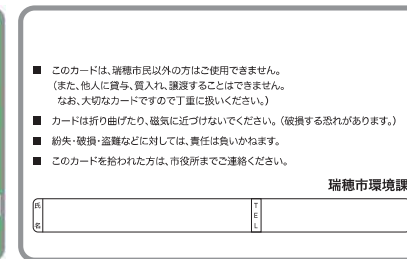 ■ このカードは、瑞穂市民以外の方はご使用できません。
（また、他人に貸与、質入れ、譲渡することはできません。
なお、大切なカードですので丁重に扱いください。）
■ カードは折り曲げたり、磁気に近づけないでください。（破損する恐れがあります。）
■ 紛失・破損・盗難などに対しては、責任は負いかねます。
■ このカードを拾われた方は、市役所までご連絡ください。
瑞穂市環境課
氏名
TEL